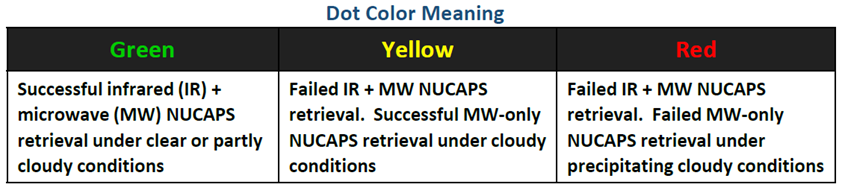 Dot Color Meaning
Green
Yellow
Red
Successful infrared (IR) +
microwave (MW) NUCAPS
retrieval under clear or partly
cloudy conditions
Failed IR + MW NUCAPS
retrieval.  Successful MW-only
NUCAPS retrieval under cloudy
conditions
Failed IR + MW NUCAPS
retrieval.  Failed MW-only
NUCAPS retrieval under
precipitating cloudy conditions